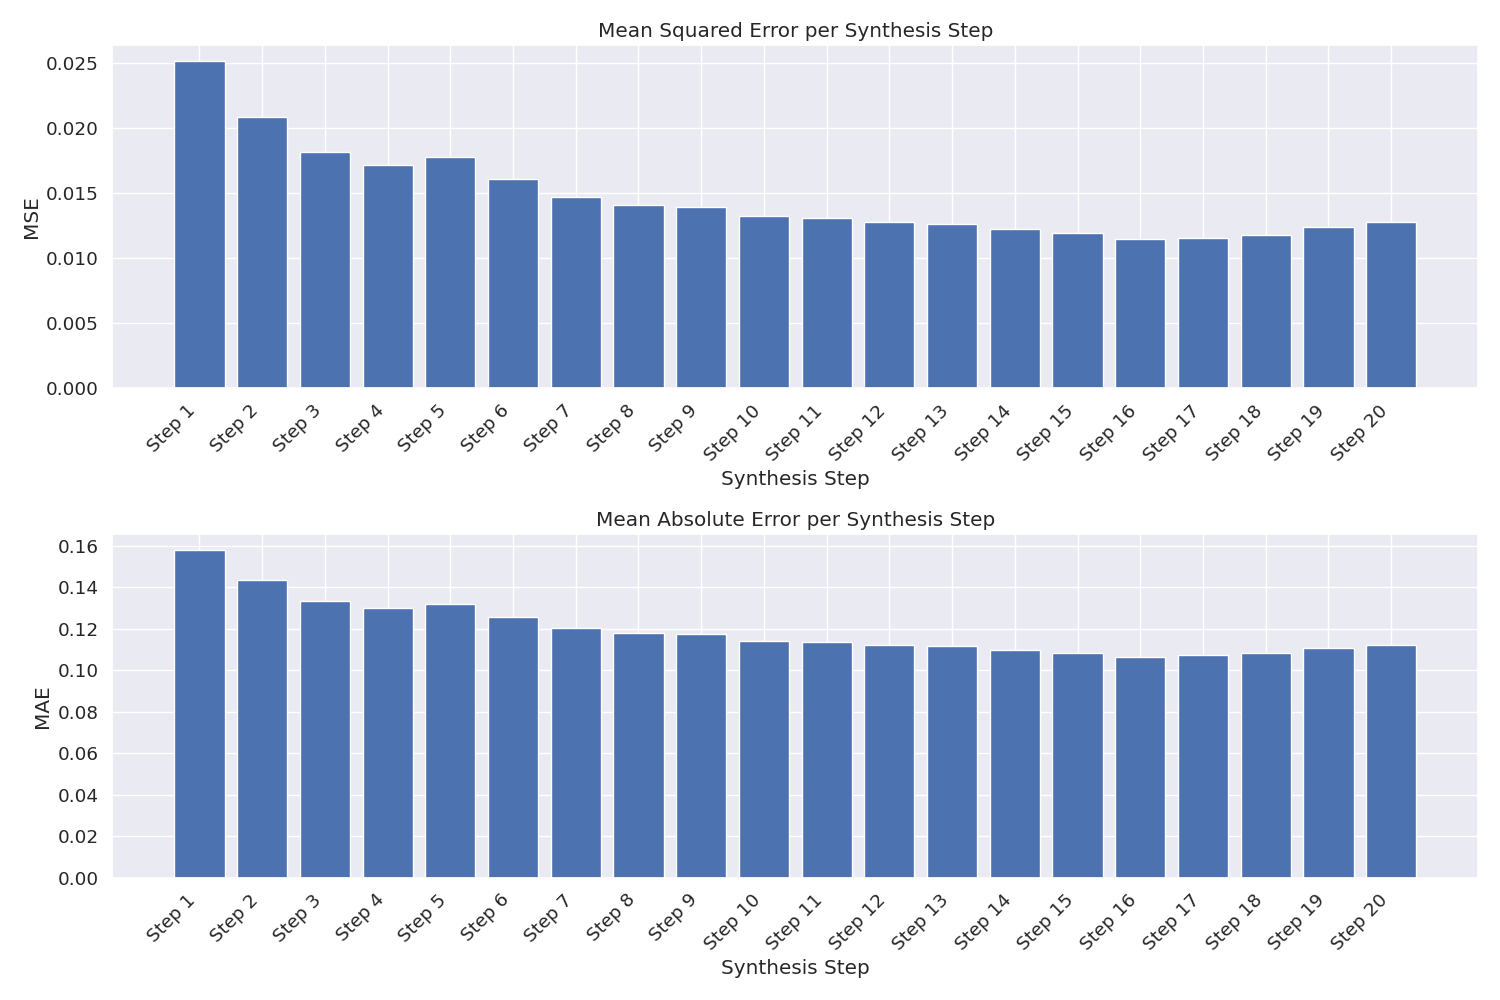 Mean Squared Error per Synthesis Step
0.025
0.020
0.015
0.010
0.005
0.000
MSE
Step 1
Step 2
Step 3
Step 4
Step 5
Step 6
Step 7
Step 8
Step 9
Step 10
Step 11
Step 12
Step 13
Step 14
Step 15
Step 16
Step 17
Step 18
Step 19
Step 20
Synthesis Step
Mean Absolute Error per Synthesis Step
0.16
0.14
0.12
0.10
0.08
0.06
0.04
0.02
0.00
MAE
Step 1
Step 2
Step 3
Step 4
Step 5
Step 6
Step 7
Step 8
Step 9
Step 10
Step 11
Step 12
Step 13
Step 14
Step 15
Step 16
Step 17
Step 18
Step 19
Step 20
Synthesis Step